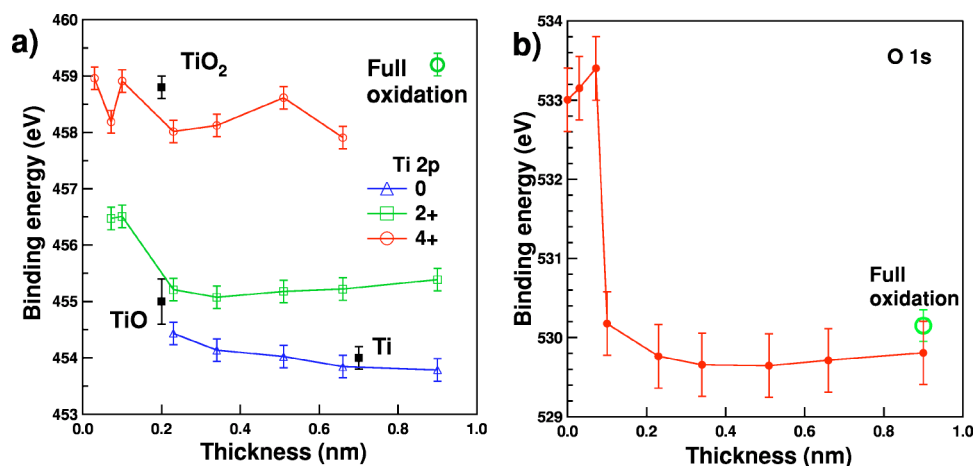 a)
460
459
458
457
456
455
454
453
Binding energy (eV)
TiO2
Full
oxidation
Ti 2p
0
2+
4+
TiO
Ti
0.0 0.2 0.4 0.6 0.8 1.0
Thickness (nm)
b)
O 1s
534
533
532
531
530
529
Binding energy (eV)
Full
oxidation
0.0 0.2 0.4 0.6 0.8 1.0
Thickness (nm)